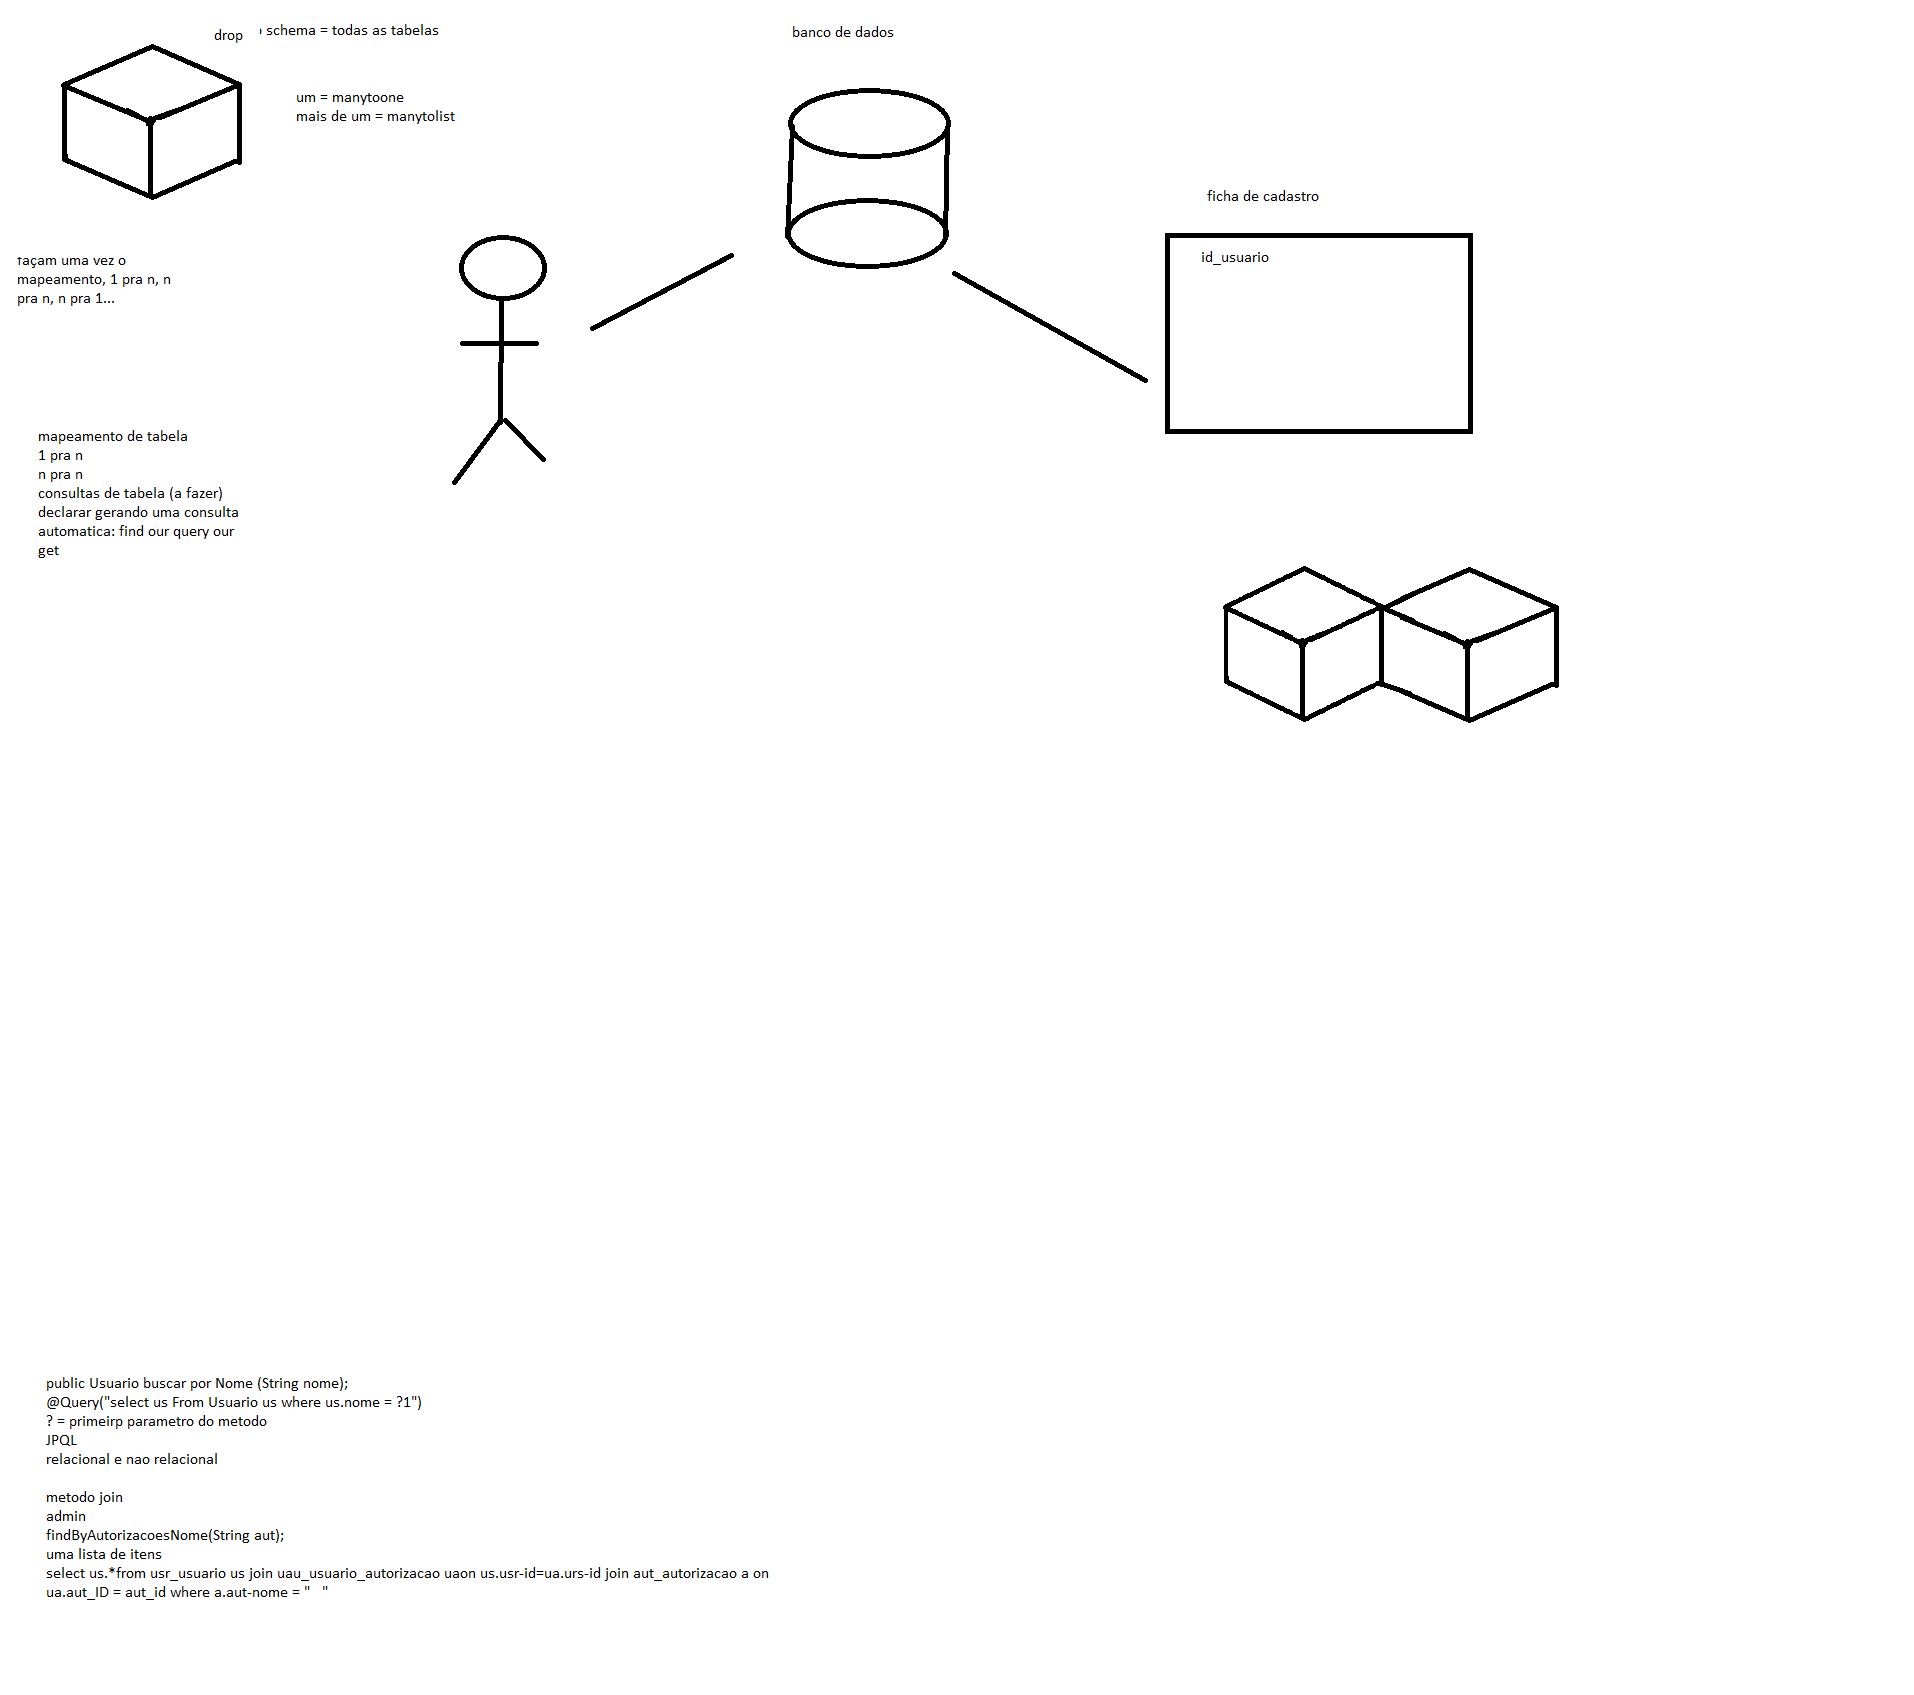 drop
schema = todas as tabelas
banco de dados
um = manytoone
mais de um = manytolist
ficha de cadastro
id_usuario
façam uma vez o
mapeamento, 1 pra n, n
pra n, n pra 1...
mapeamento de tabela
1 pra n
n pra n
consultas de tabela (a fazer)
declarar gerando uma consulta
automatica: find our query our
get
public Usuario buscar por Nome (String nome);
@Query("select us From Usuario us where us.nome = ?1")
? = primeirp parametro do metodo
JPQL
relacional e nao relacional
metodo join
admin
findByAutorizacoesNome(String aut);
uma lista de itens
select us.*from usr_usuario us join uau_usuario_autorizacao uaon us.usr-id=ua.urs-id join aut_autorizacao a on
ua.aut_ID = aut_id where a.aut-nome = "   "